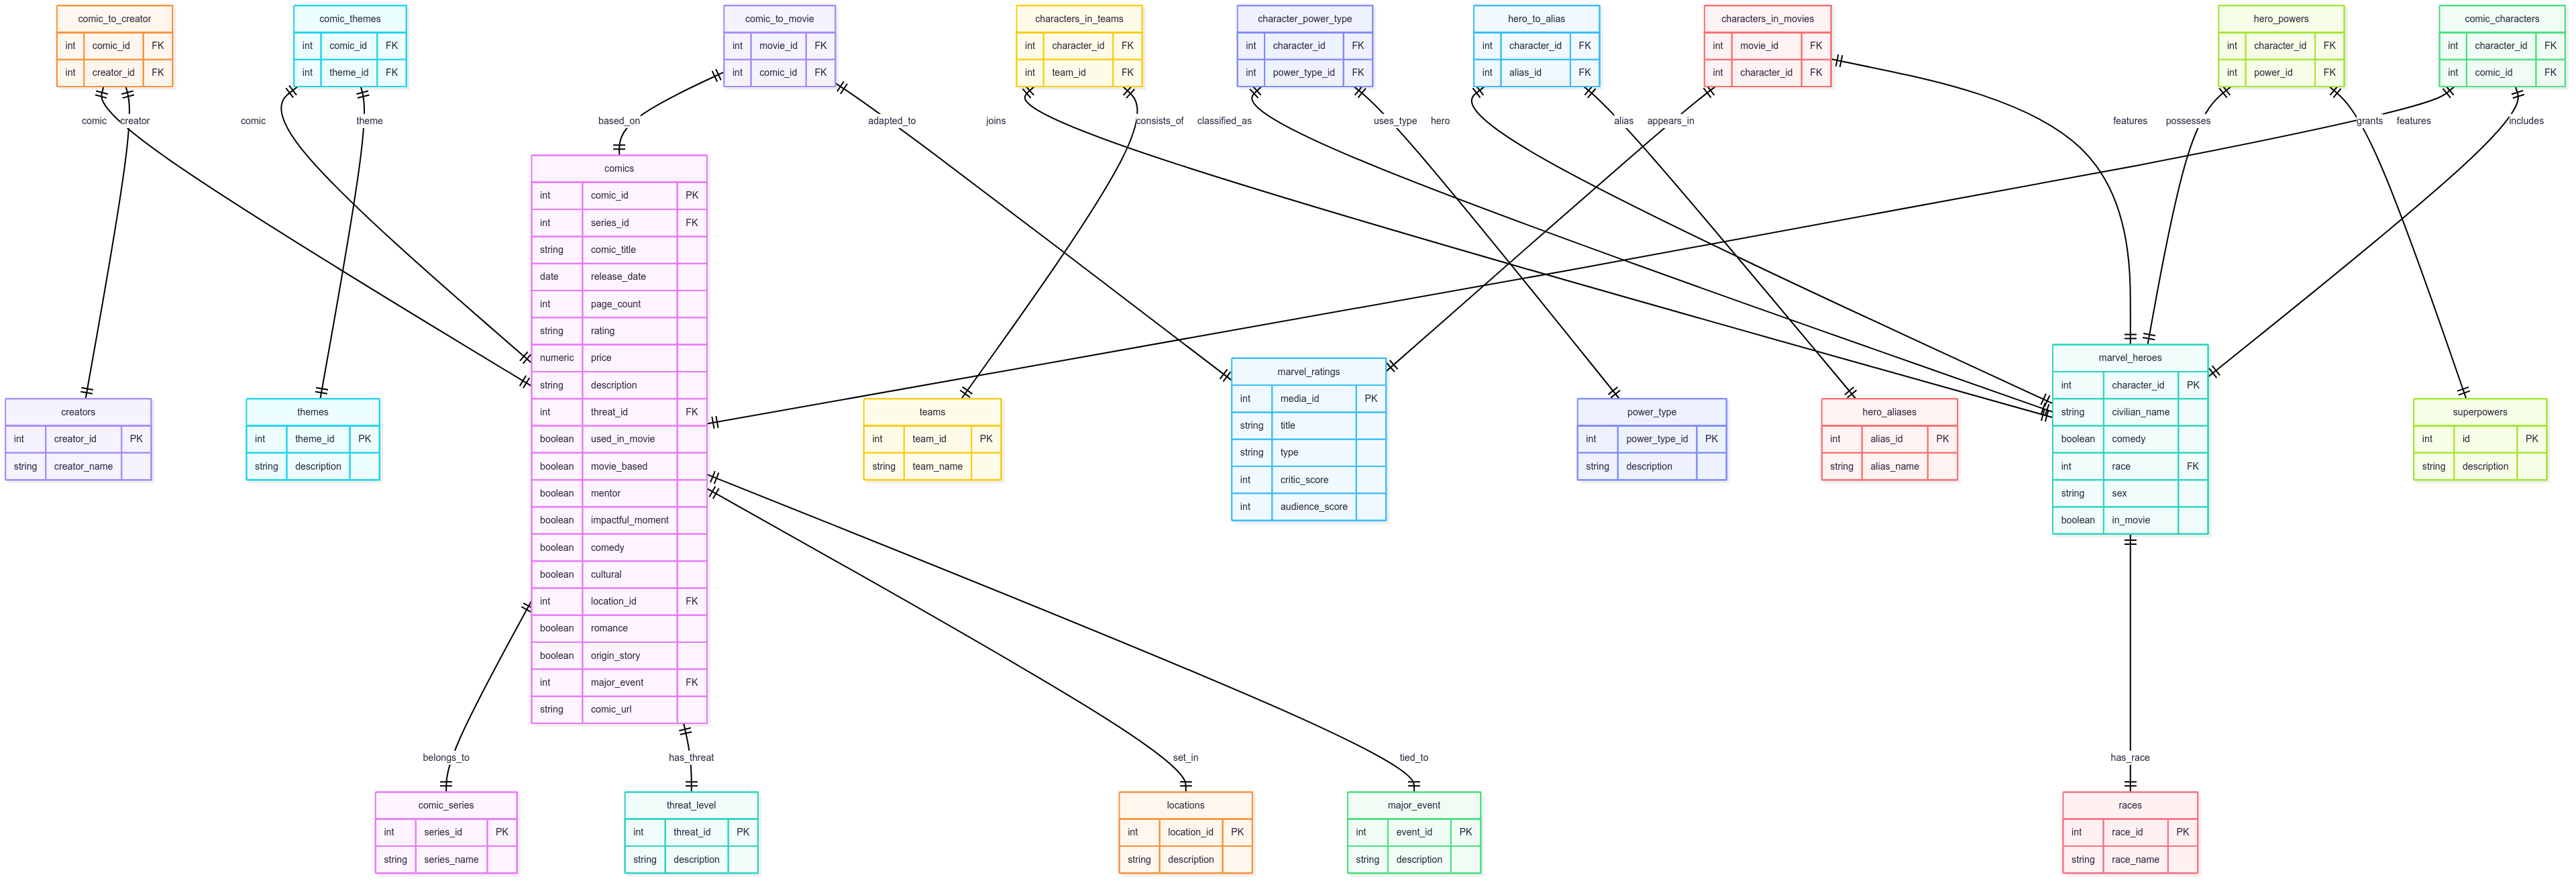 comic_to_creator
int comic_id FK
int creator_id FK
comic_themes
int comic_id FK
int theme_id FK
comic_to_movie
int movie_id FK
int comic_id FK
characters_in_teams
int character_id FK
int team_id FK
character_power_type
int character_id FK
int power_type_id FK
hero_to_alias
int character_id FK
int alias_id FK
characters_in_movies
int movie_id FK
int character_id FK
hero_powers
int character_id FK
int power_id FK
comic_characters
int character_id FK
int comic_id FK
comic
creator
comic
theme
based_on
adapted_to
joins
consists_of
classified_as
uses_type
hero
alias
appears_in
features
possesses
grants
features
includes
comics
int comic_id PK
int series_id FK
string comic_title
date release_date
int page_count
string rating
numeric price
string description
int threat_id FK
boolean used_in_movie
boolean movie_based
boolean mentor
boolean impactful_moment
boolean comedy
boolean cultural
int location_id FK
boolean romance
boolean origin_story
int major_event FK
string comic_url
creators
int creator_id PK
string creator_name
themes
int theme_id PK
string description
teams
int team_id PK
string team_name
marvel_ratings
int media_id PK
string title
string type
int critic_score
int audience_score
power_type
int power_type_id PK
string description
hero_aliases
int alias_id PK
string alias_name
marvel_heroes
int character_id PK
string civilian_name
boolean comedy
int race FK
string sex
boolean in_movie
superpowers
int id PK
string description
belongs_to
has_threat
set_in
tied_to
has_race
comic_series
int series_id PK
string series_name
threat_level
int threat_id PK
string description
locations
int location_id PK
string description
major_event
int event_id PK
string description
races
int race_id PK
string race_name